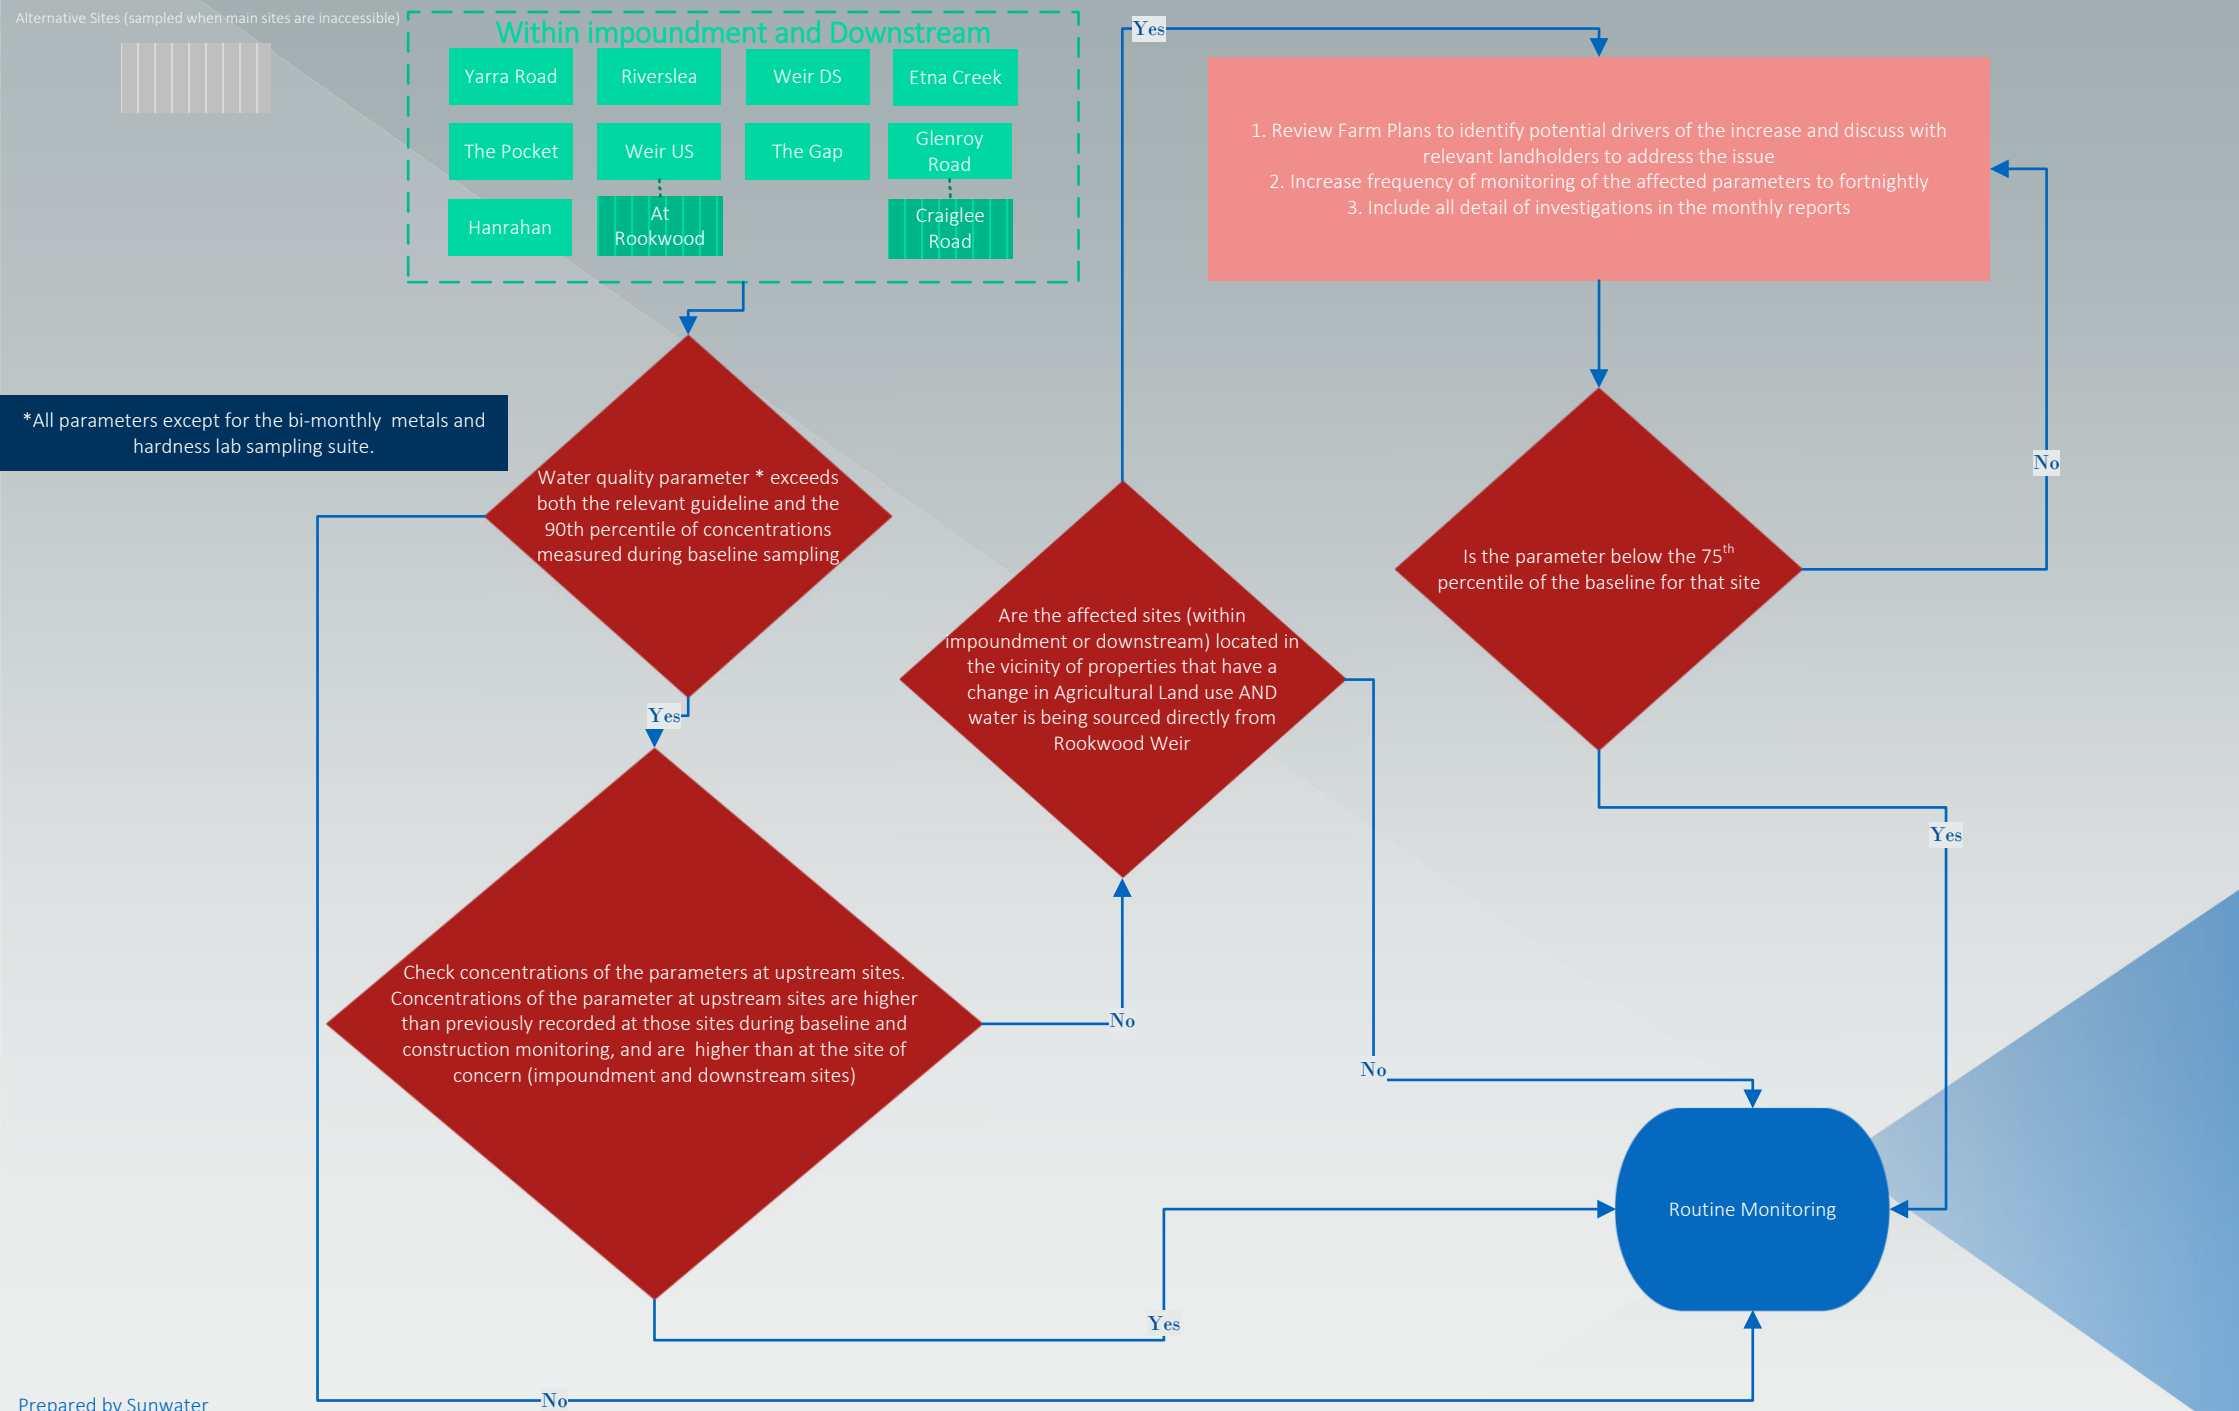 Alternative Sites (sampled when main sites are inaccessible)
Within impoundment and Downstream
Yarra Road
Riverslea
Weir DS
Etna Creek
The Pocket
Weir US
The Gap
Glenroy
Road
Hanrahan
At
Rookwood
Craiglee
Road
Yes
1. Review Farm Plans to identify potential drivers of the increase and discuss with
relevant landholders to address the issue
2. Increase frequency of monitoring of the affected parameters to fortnightly
3. Include all detail of investigations in the monthly reports
*All parameters except for the bi-monthly  metals and
hardness lab sampling suite.
Water quality parameter * exceeds
both the relevant guideline and the
90th percentile of concentrations
measured during baseline sampling
No
Is the parameter below the 75th
percentile of the baseline for that site
Are the affected sites (within
impoundment or downstream) located in
the vicinity of properties that have a
change in Agricultural Land use AND
water is being sourced directly from
Rookwood Weir
Yes
Yes
Check concentrations of the parameters at upstream sites.
Concentrations of the parameter at upstream sites are higher
than previously recorded at those sites during baseline and
construction monitoring, and are  higher than at the site of
concern (impoundment and downstream sites)
No
No
Routine Monitoring
Yes
No
Prepared by Sunwater